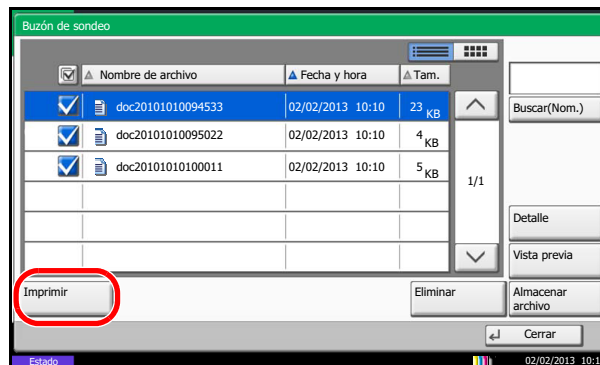 Buzón de sondeo
Nombre de archivo Fecha y hora Tam.
doc20101010094533 02/02/2013 10:10 23 KB
Buscar(Nom.)
doc20101010095022 02/02/2013 10:10 4 KB
doc20101010100011 02/02/2013 10:10 5 KB
1/1
Detalle
Vista previa
Imprimir Eliminar Almacenar archivo
Cerrar
Estado 02/02/2013 10:1